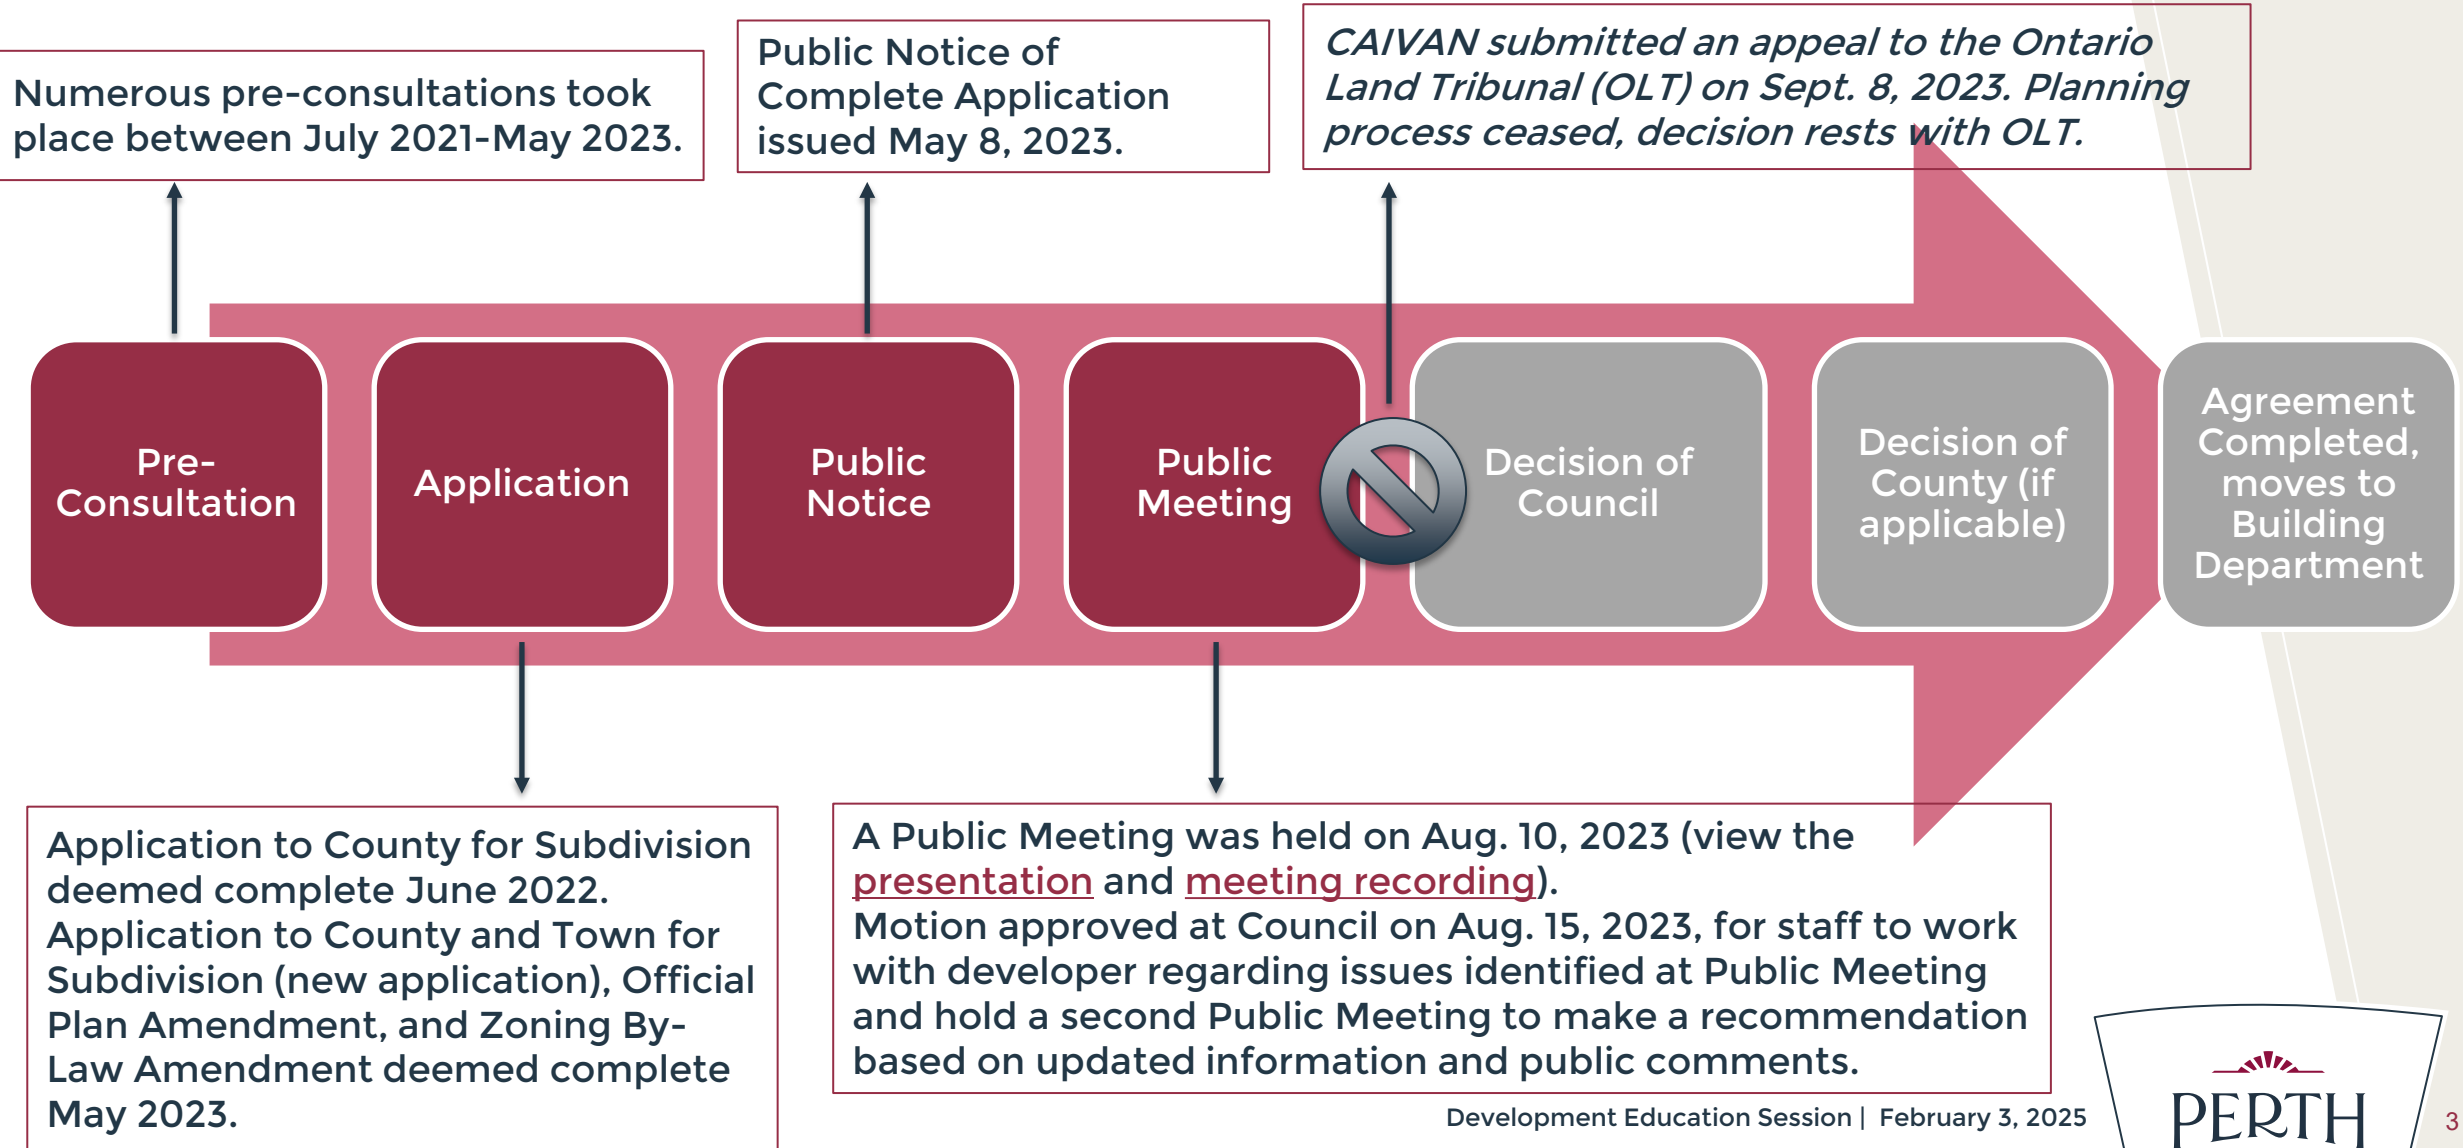 Numerous pre-consultations took
place between July 2021-May 2023.
Public Notice of
Complete Application
issued May 8, 2023.
CAIVAN submitted an appeal to the Ontario
Land Tribunal (OLT) on Sept. 8, 2023. Planning
process ceased, decision rests with OLT.
Pre-
Consultation
Application
Public
Notice
Public
Meeting
Decision of
Council
Decision of
County (if
applicable)
Agreement
Completed,
moves to
Building
Department
Application to County for Subdivision
deemed complete June 2022.
Application to County and Town for
Subdivision (new application), Official
Plan Amendment, and Zoning By-
Law Amendment deemed complete
May 2023.
A Public Meeting was held on Aug. 10, 2023 (view the
presentation and meeting recording).
Motion approved at Council on Aug. 15, 2023, for staff to work
with developer regarding issues identified at Public Meeting
and hold a second Public Meeting to make a recommendation
based on updated information and public comments.
Development Education Session | February 3, 2025
PERTH
3